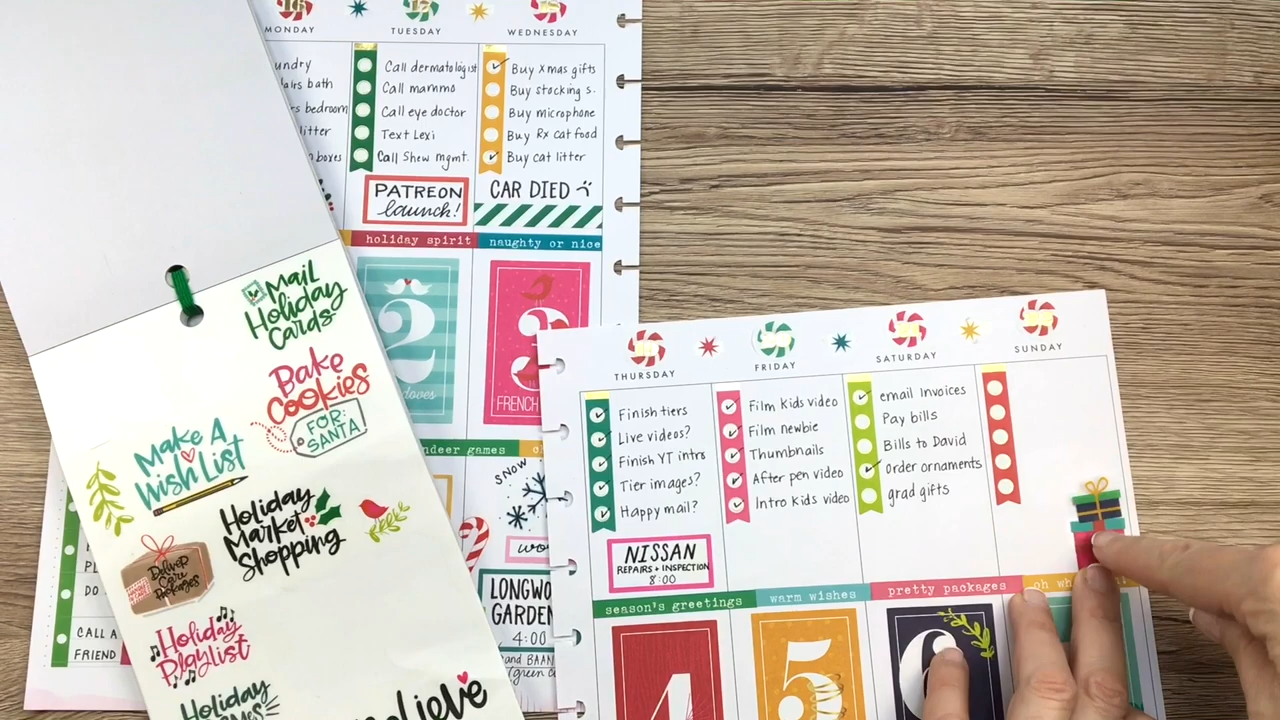 MONDAY
TUESDAY
WEDNESDAY
Call dermatologist
Call mammo
Call eye doctor
Text Lexi
Call Shew mgmt.
Buy Xmas gifts
Buy stocking s.
Buy microphone
Buy Rx cat food
Buy cat litter
bedroom
litter
boxes
bath
PATREON
launch!
CAR DIED
holiday spirit
naughty or nice
2
doves
3
FRENCH
games
SNOW
LONGWO
GARDEN
4:00
CALL A
FRIEND
Mail
Holiday
Cards
Bake
Cookies
FOR:
SANTA
Make A
Wish List
Holiday
Market
Shopping
Deliver
Care
Packages
Holiday
Playlist
Holiday
THURSDAY
FRIDAY
SATURDAY
SUNDAY
Finish tiers
Live videos?
Finish YT intro
Tier images?
Happy mail?
Film kids video
Film newbie
Thumbnails
After pen video
Intro kids video
email Invoices
Pay bills
Bills to David
order ornaments
grad gifts
NISSAN
REPAIRS + INSPECTION
8:00
season's greetings
warm wishes
pretty packages
4
5
6